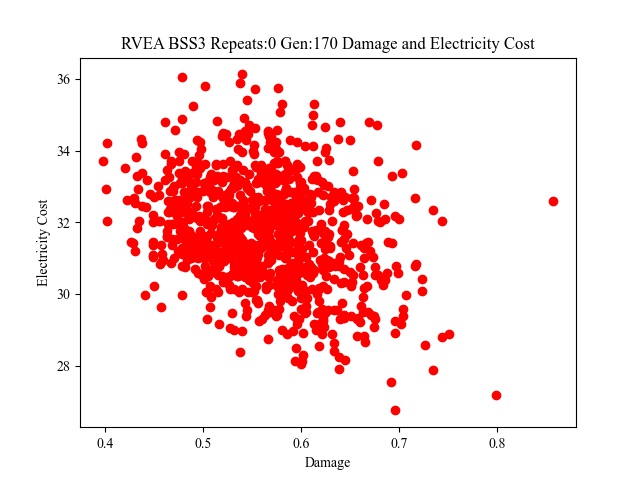 RVEA BSS3 Repeats:0 Gen:170 Damage and Electricity Cost
36
34
32
30
28
Electricity Cost
0.4 0.5 0.6 0.7 0.8
Damage